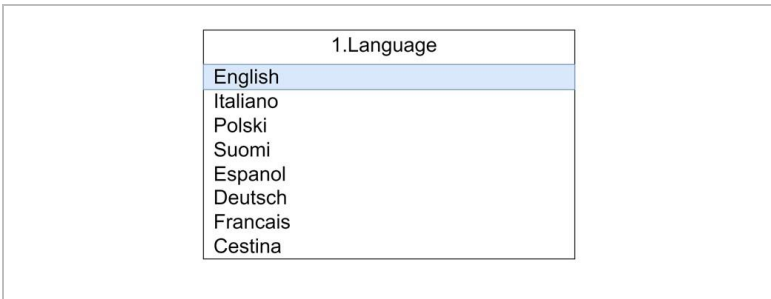 1.Language
English
Italiano
Polski
Suomi
Espanol
Deutsch
Francais
Cestina